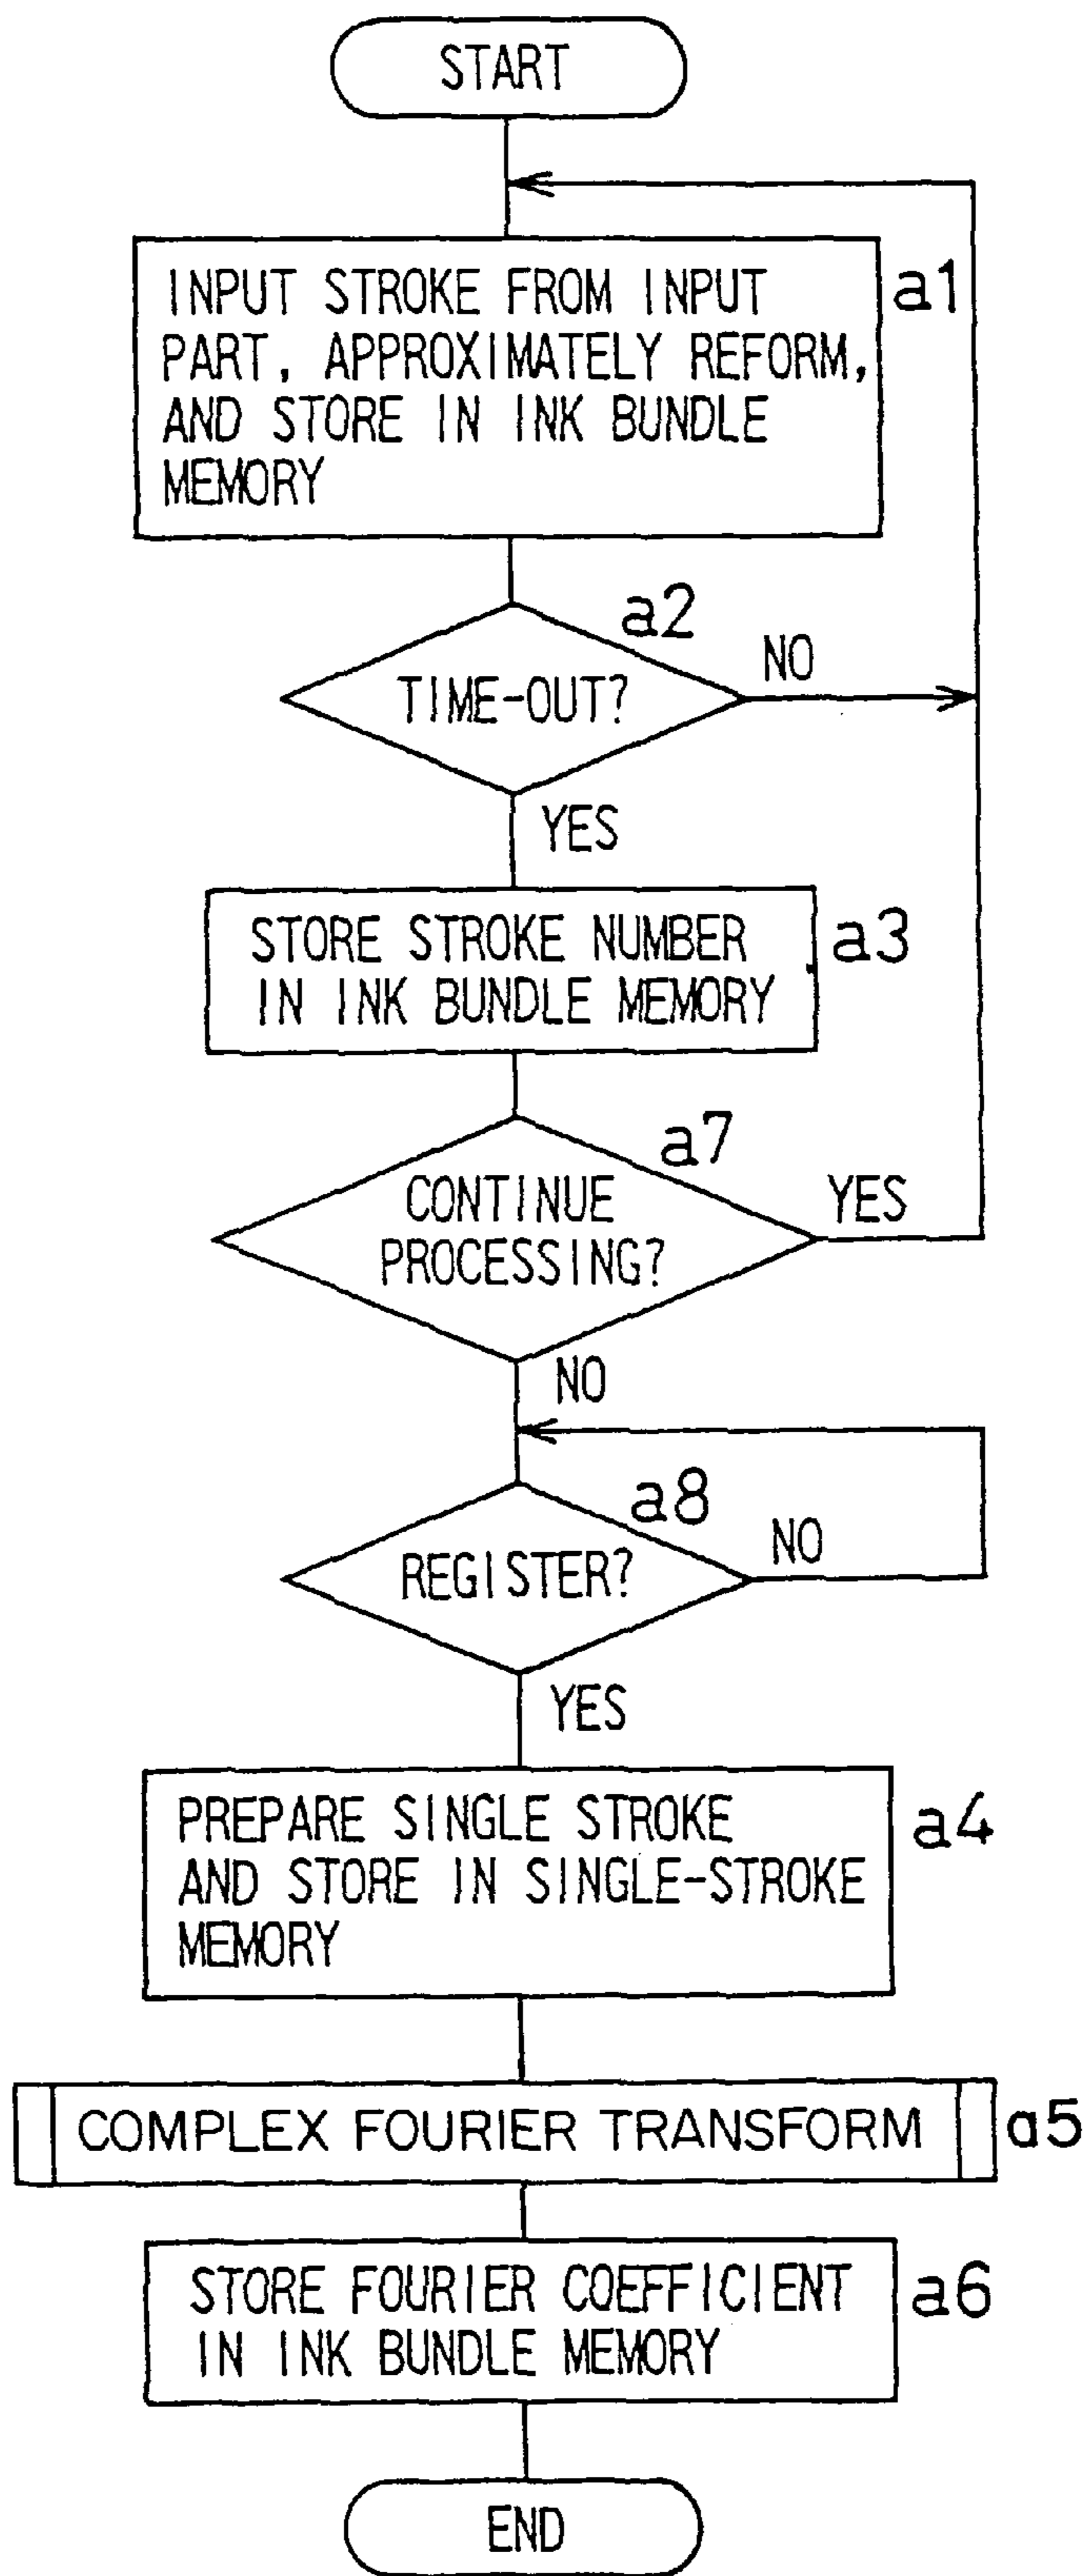 START
INPUT STROKE FROM INPUT
PART, APPROXIMATELY REFORM,
AND STORE IN INK BUNDLE
MEMORY
a1
a2
TIME-OUT?
NO
YES
STORE STROKE NUMBER
IN INK BUNDLE MEMORY
a3
a7
CONTINUE
PROCESSING?
YES
NO
a8
REGISTER?
NO
YES
PREPARE SINGLE STROKE
AND STORE IN SINGLE-STROKE
MEMORY
a4
COMPLEX FOURIER TRANSFORM
a5
STORE FOURIER COEFFICIENT
IN INK BUNDLE MEMORY
a6
END